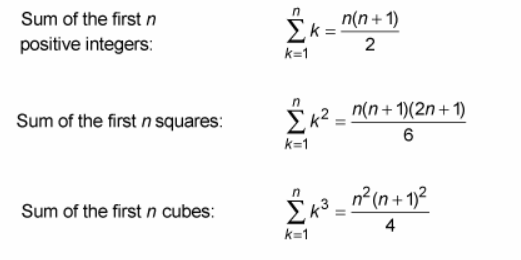 Sum of the first n
positive integers:
n∑k=1 k = n(n + 1)/2
Sum of the first n squares:
n∑k=1 k² = n(n + 1)(2n + 1)/6
Sum of the first n cubes:
n∑k=1 k³ = n²(n + 1)²/4